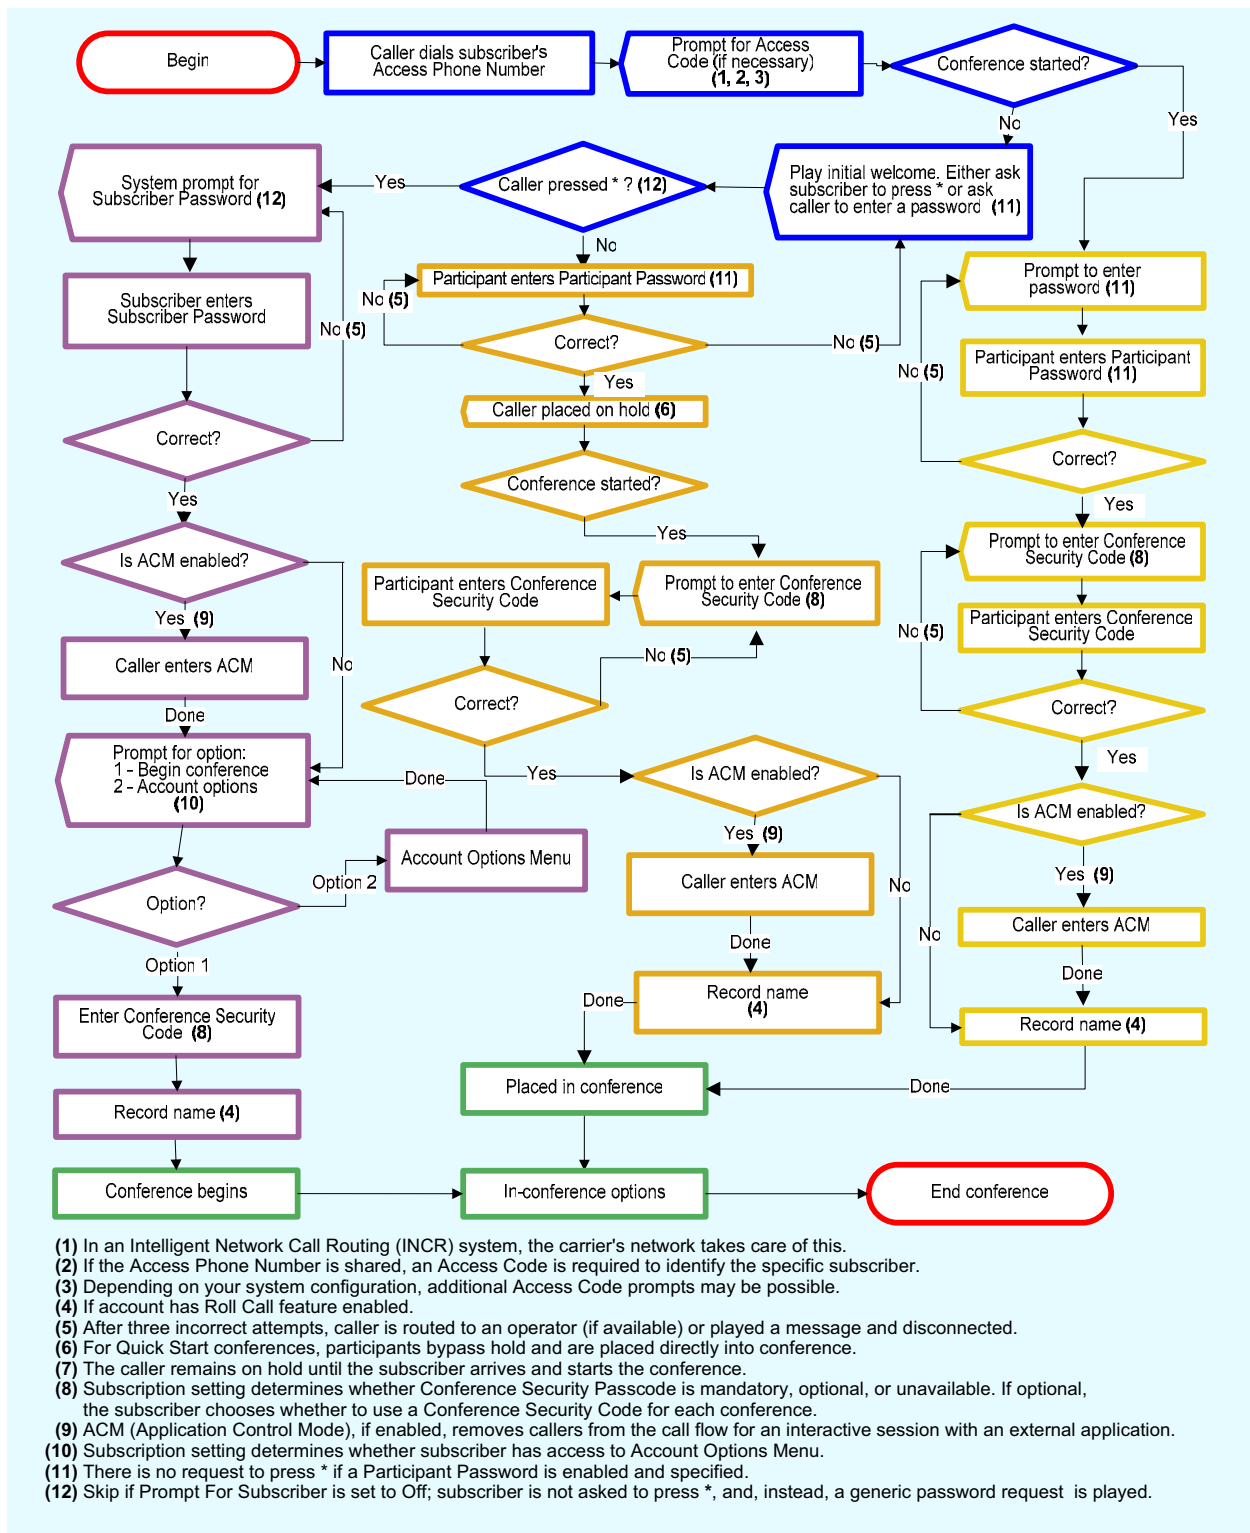 Begin
Caller dials subscriber's
Access Phone Number
Prompt for Access
Code (if necessary)
(1, 2, 3)
Conference started?
No
Yes
Play initial welcome. Either ask
subscriber to press * or ask
caller to enter a password (11)
Caller pressed * ? (12)
Yes
No
System prompt for
Subscriber Password (12)
Subscriber enters
Subscriber Password
No (5)
Correct?
Yes
Is ACM enabled?
Yes (9)
No
Caller enters ACM
Done
Prompt for option:
1 - Begin conference
2 - Account options
(10)
Done
Account Options Menu
Option 2
Option?
Option 1
Enter Conference Security
Code (8)
Record name (4)
Conference begins
Participant enters Participant Password (11)
No (5)
Correct?
No (5)
Yes
Caller placed on hold (6)
Conference started?
Yes
Prompt to enter Conference
Security Code (8)
Participant enters Conference
Security Code
No (5)
Correct?
Yes
Is ACM enabled?
Yes (9)
No
Caller enters ACM
Done
Record name
(4)
Done
Placed in conference
In-conference options
End conference
Prompt to enter
password (11)
Participant enters Participant
Password (11)
No (5)
Correct?
Yes
Prompt to enter Conference
Security Code (8)
Participant enters Conference
Security Code
No (5)
Correct?
Yes
Is ACM enabled?
Yes (9)
No
Caller enters ACM
Done
Record name (4)
Done
(1) In an Intelligent Network Call Routing (INCR) system, the carrier's network takes care of this.
(2) If the Access Phone Number is shared, an Access Code is required to identify the specific subscriber.
(3) Depending on your system configuration, additional Access Code prompts may be possible.
(4) If account has Roll Call feature enabled.
(5) After three incorrect attempts, caller is routed to an operator (if available) or played a message and disconnected.
(6) For Quick Start conferences, participants bypass hold and are placed directly into conference.
(7) The caller remains on hold until the subscriber arrives and starts the conference.
(8) Subscription setting determines whether Conference Security Passcode is mandatory, optional, or unavailable. If optional,
the subscriber chooses whether to use a Conference Security Code for each conference.
(9) ACM (Application Control Mode), if enabled, removes callers from the call flow for an interactive session with an external application.
(10) Subscription setting determines whether subscriber has access to Account Options Menu.
(11) There is no request to press * if a Participant Password is enabled and specified.
(12) Skip if Prompt For Subscriber is set to Off; subscriber is not asked to press *, and, instead, a generic password request is played.